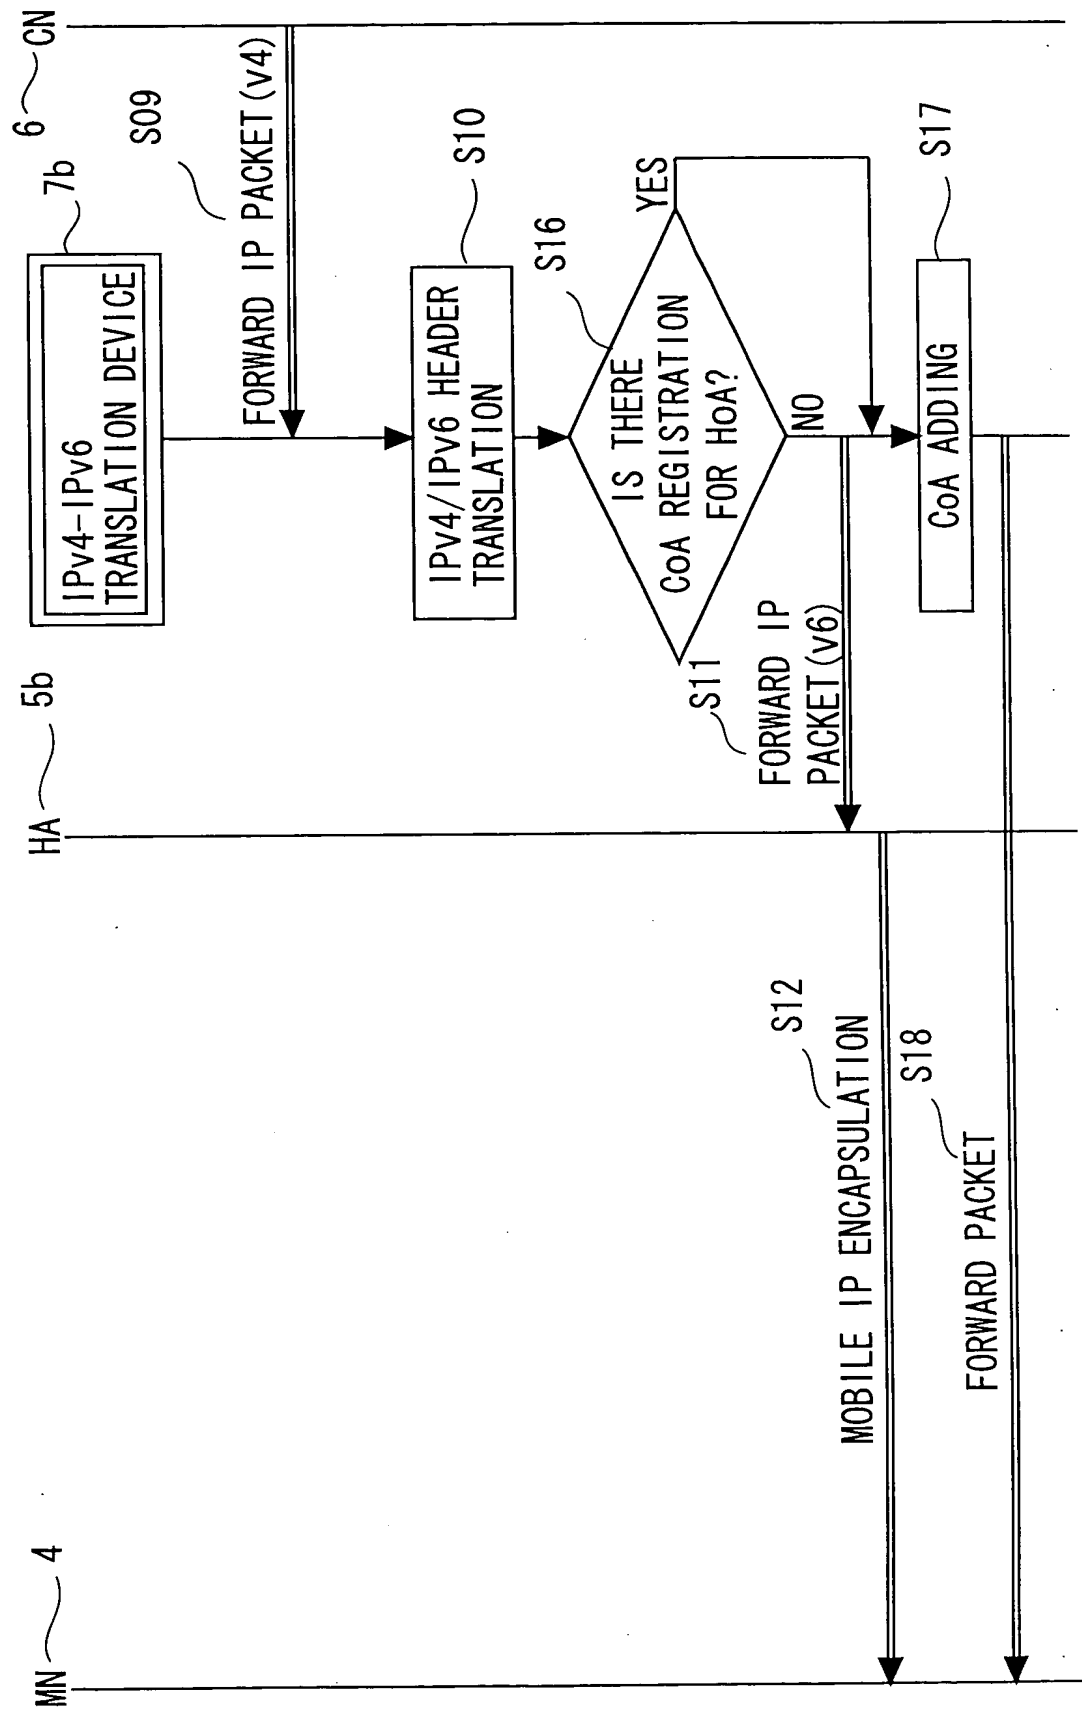 MN
4
HA
5b
IPv4-IPv6
TRANSLATION DEVICE
7b
6
CN
S09
FORWARD IP PACKET(v4)
IPv4/IPv6 HEADER
TRANSLATION
S10
IS THERE
CoA REGISTRATION
FOR HoA?
S16
YES
NO
S11
FORWARD IP
PACKET(v6)
S12
MOBILE IP ENCAPSULATION
CoA ADDING
S17
S18
FORWARD PACKET